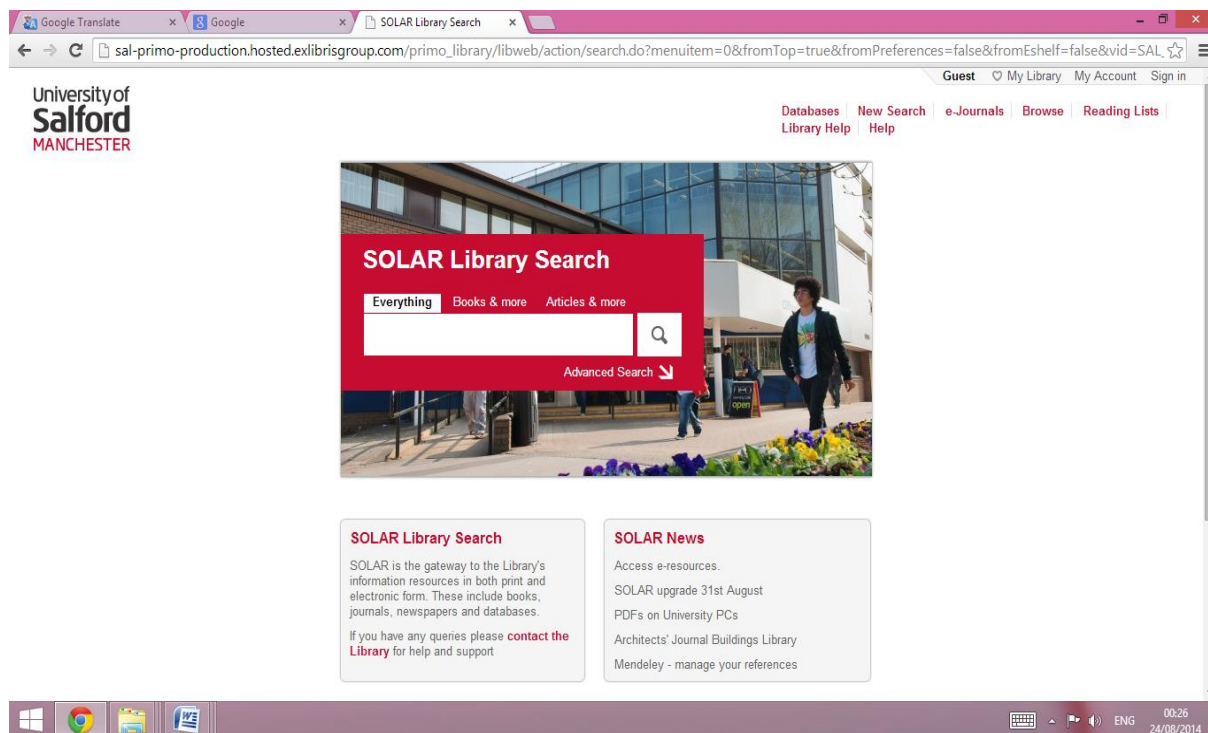 Google Translate
Google
SOLAR Library Search
sal-primo-production.hosted.exlibrisgroup.com/primo_library/libweb/action/search.do?menuitem=0&fromTop=true&fromPreferences=false&fromEshelf=false&vid=SAL_
Guest My Library My Account Sign in
University of
Salford
MANCHESTER
Databases New Search e-Journals Browse Reading Lists
Library Help Help
SOLAR Library Search
Everything Books & more Articles & more
Advanced Search
open
SOLAR Library Search
SOLAR is the gateway to the Library's
information resources in both print and
electronic form. These include books,
journals, newspapers and databases.
If you have any queries please contact the
Library for help and support
SOLAR News
Access e-resources.
SOLAR upgrade 31st August
PDFs on University PCs
Architects' Journal Buildings Library
Mendeley - manage your references
ENG
00:26
24/08/2014